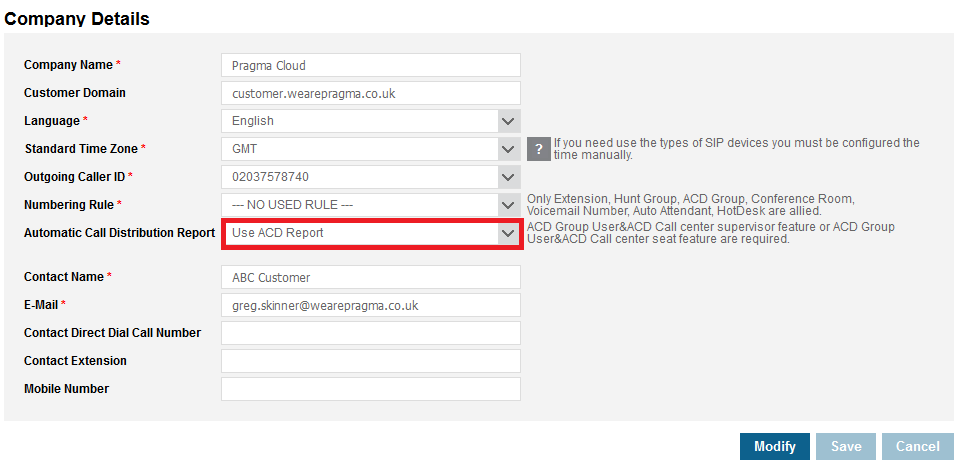 Company Details
Company Name * Pragma Cloud
Customer Domain customer.wearepragma.co.uk
Language * English
Standard Time Zone * GMT ? If you need use the types of SIP devices you must be configured the
time manually.
Outgoing Caller ID * 02037578740
Numbering Rule * --- NO USED RULE --- Only Extension, Hunt Group, ACD Group, Conference Room,
Voicemail Number, Auto Attendant, HotDesk are allied.
Automatic Call Distribution Report Use ACD Report ACD Group User&ACD Call center supervisor feature or ACD Group
User&ACD Call center seat feature are required.
Contact Name * ABC Customer
E-Mail * greg.skinner@wearepragma.co.uk
Contact Direct Dial Call Number
Contact Extension
Mobile Number
Modify Save Cancel